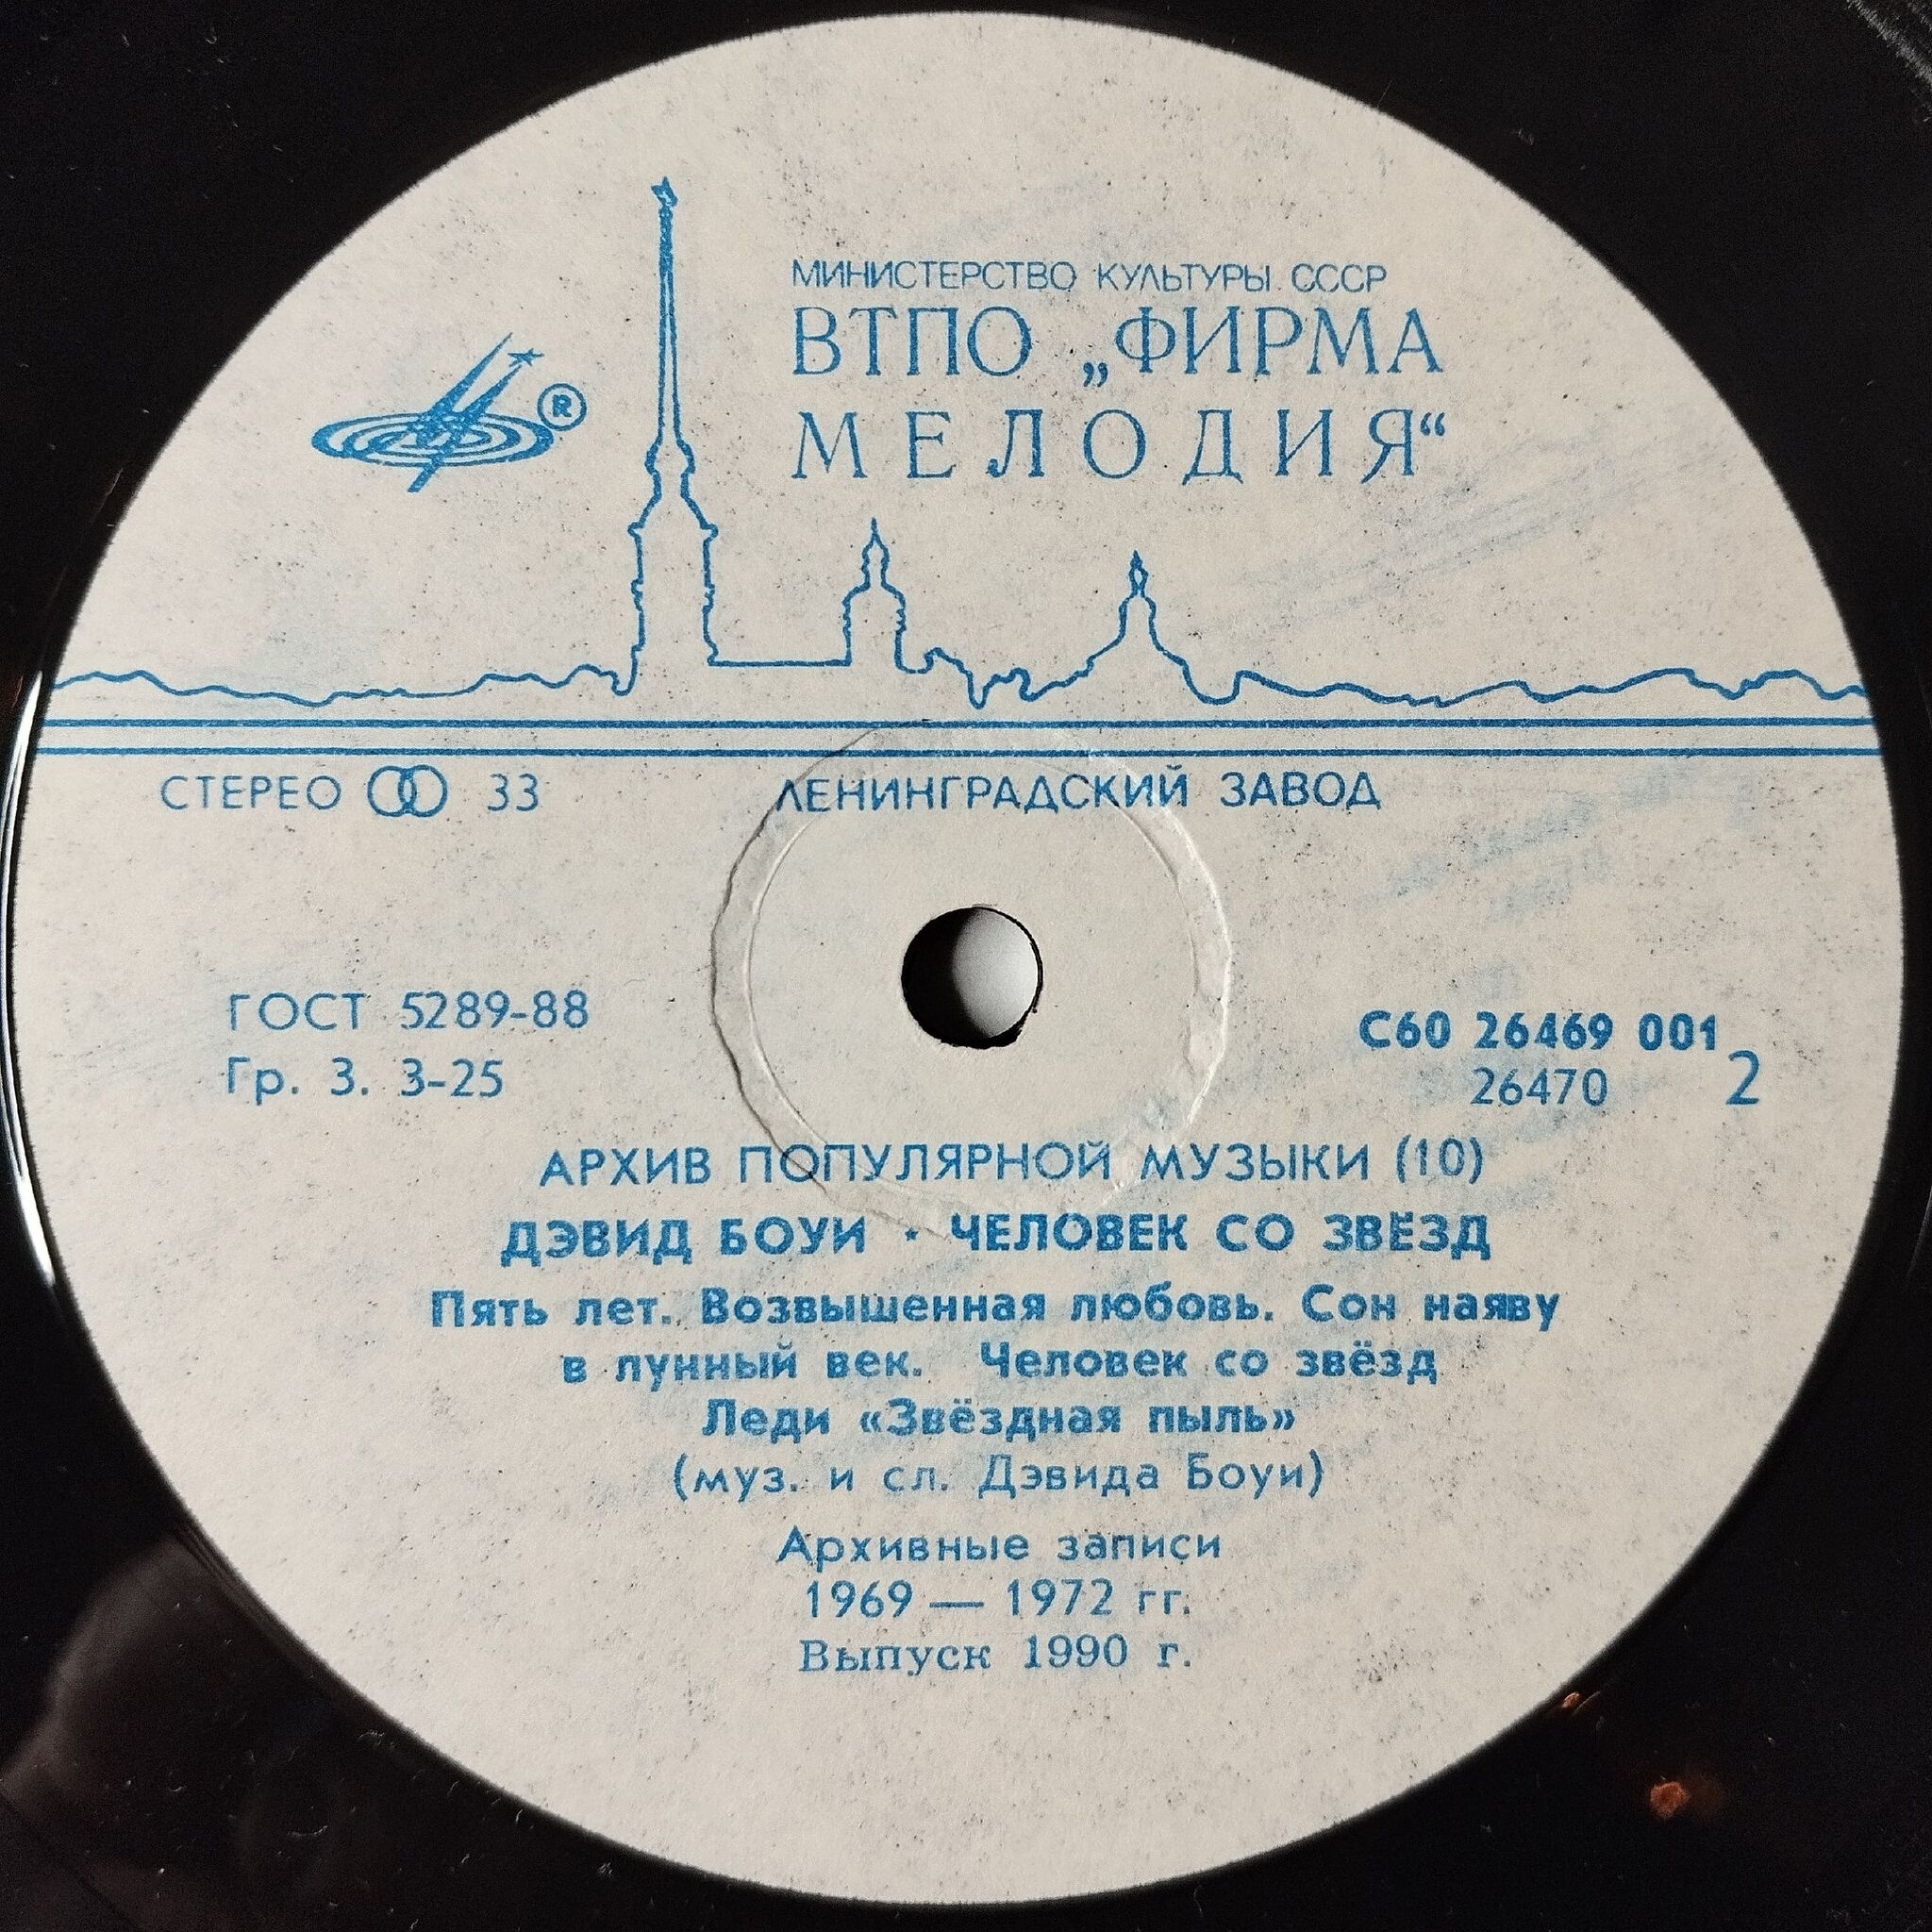 МИНИСТЕРСТВО КУЛЬТУРЫ СССР
ВТПО „ФИРМА
МЕЛОДИЯ“
®
СТЕРЕО 33
ЛЕНИНГРАДСКИЙ ЗАВОД
ГОСТ 5289-88
Гр. 3. 3-25
С60 26469 001
26470 2
АРХИВ ПОПУЛЯРНОЙ МУЗЫКИ (10)
ДЭВИД БОУИ · ЧЕЛОВЕК СО ЗВЁЗД
Пять лет. Возвышенная любовь. Сон наяву
в лунный век. Человек со звёзд
Леди «Звёздная пыль»
(муз. и сл. Дэвида Боуи)
Архивные записи
1969 — 1972 гг.
Выпуск 1990 г.